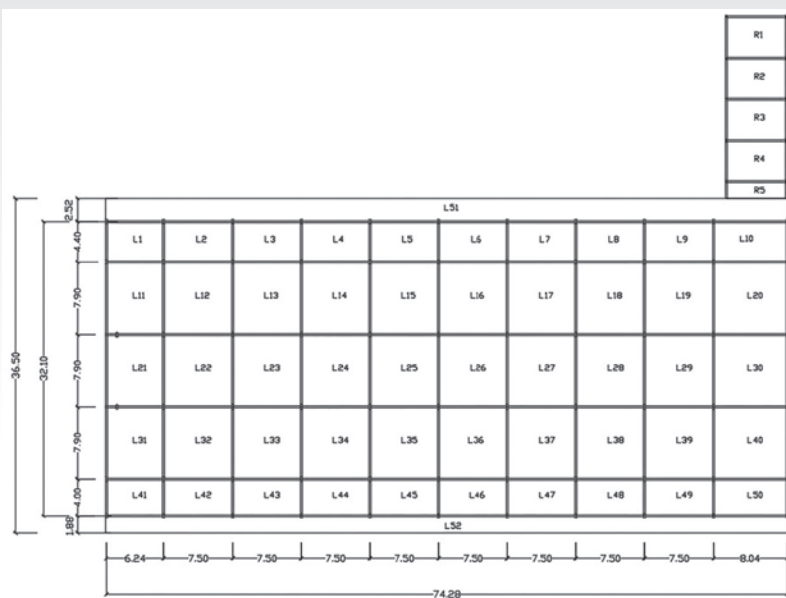 R1
R2
R3
R4
R5
L51
L1 L2 L3 L4 L5 L6 L7 L8 L9 L10
L11 L12 L13 L14 L15 L16 L17 L18 L19 L20
L21 L22 L23 L24 L25 L26 L27 L28 L29 L30
L31 L32 L33 L34 L35 L36 L37 L38 L39 L40
L41 L42 L43 L44 L45 L46 L47 L48 L49 L50
L52
36.50
32.10
2.52
4.40
7.90
7.90
7.90
4.00
1.88
6.24 7.50 7.50 7.50 7.50 7.50 7.50 7.50 7.50 8.04
74.28